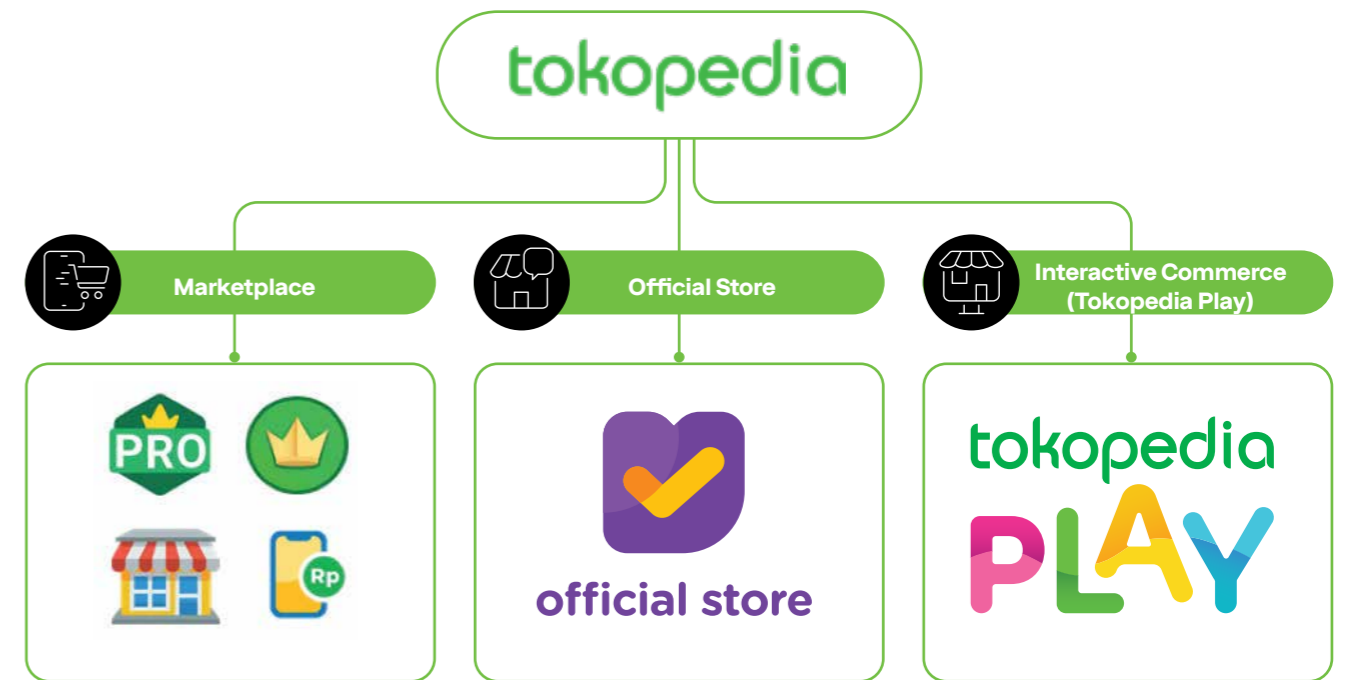 tokopedia
Marketplace
Official Store
Interactive Commerce
(Tokopedia Play)
PRO
Rp
official store
tokopedia
PLAY